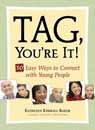 TAG,
YOU'RE IT!
50 Easy Ways to Connect
with Young People
KATHLEEN KIMBALL-BAKER